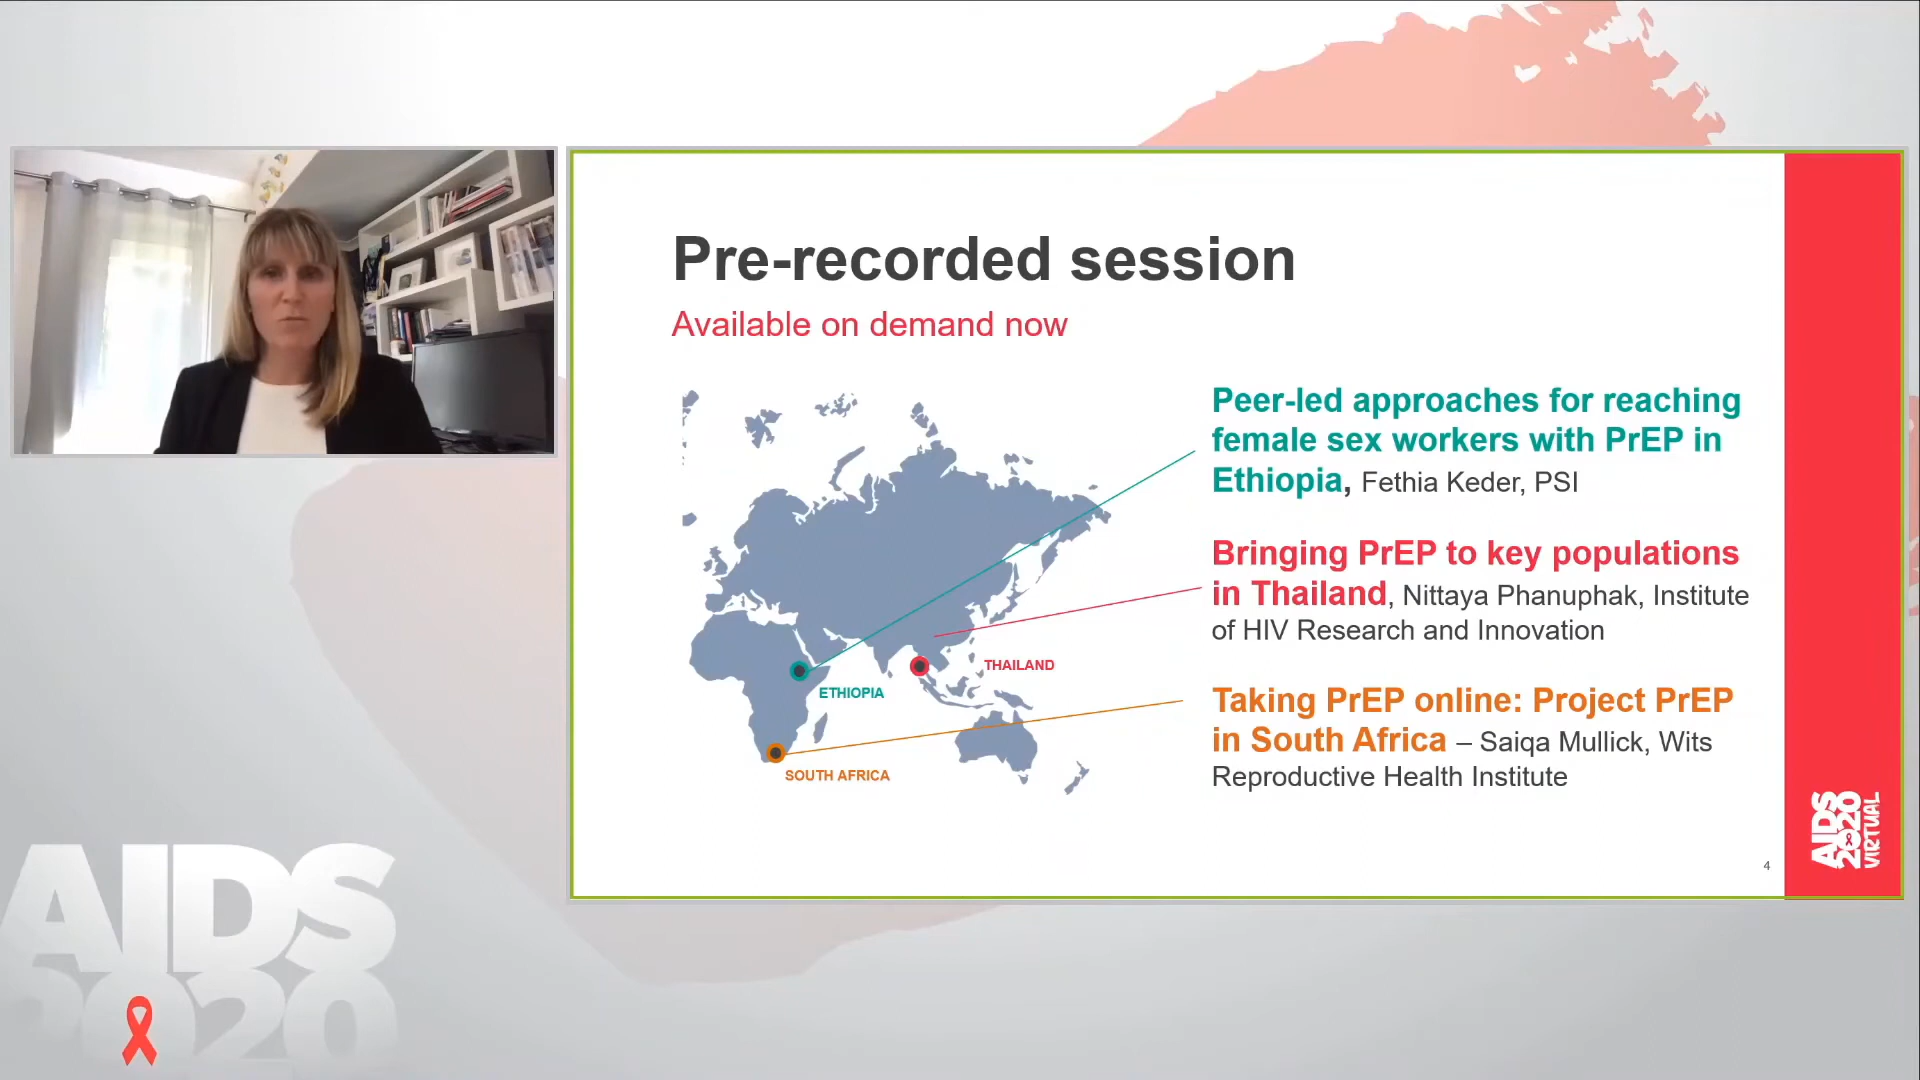 Pre-recorded session
Available on demand now
Peer-led approaches for reaching
female sex workers with PrEP in
Ethiopia, Fethia Keder, PSI
Bringing PrEP to key populations
in Thailand, Nittaya Phanuphak, Institute
of HIV Research and Innovation
Taking PrEP online: Project PrEP
in South Africa – Saiqa Mullick, Wits
Reproductive Health Institute
THAILAND
ETHIOPIA
SOUTH AFRICA
4
AIDS
2020
VIRTUAL
AIDS
2020